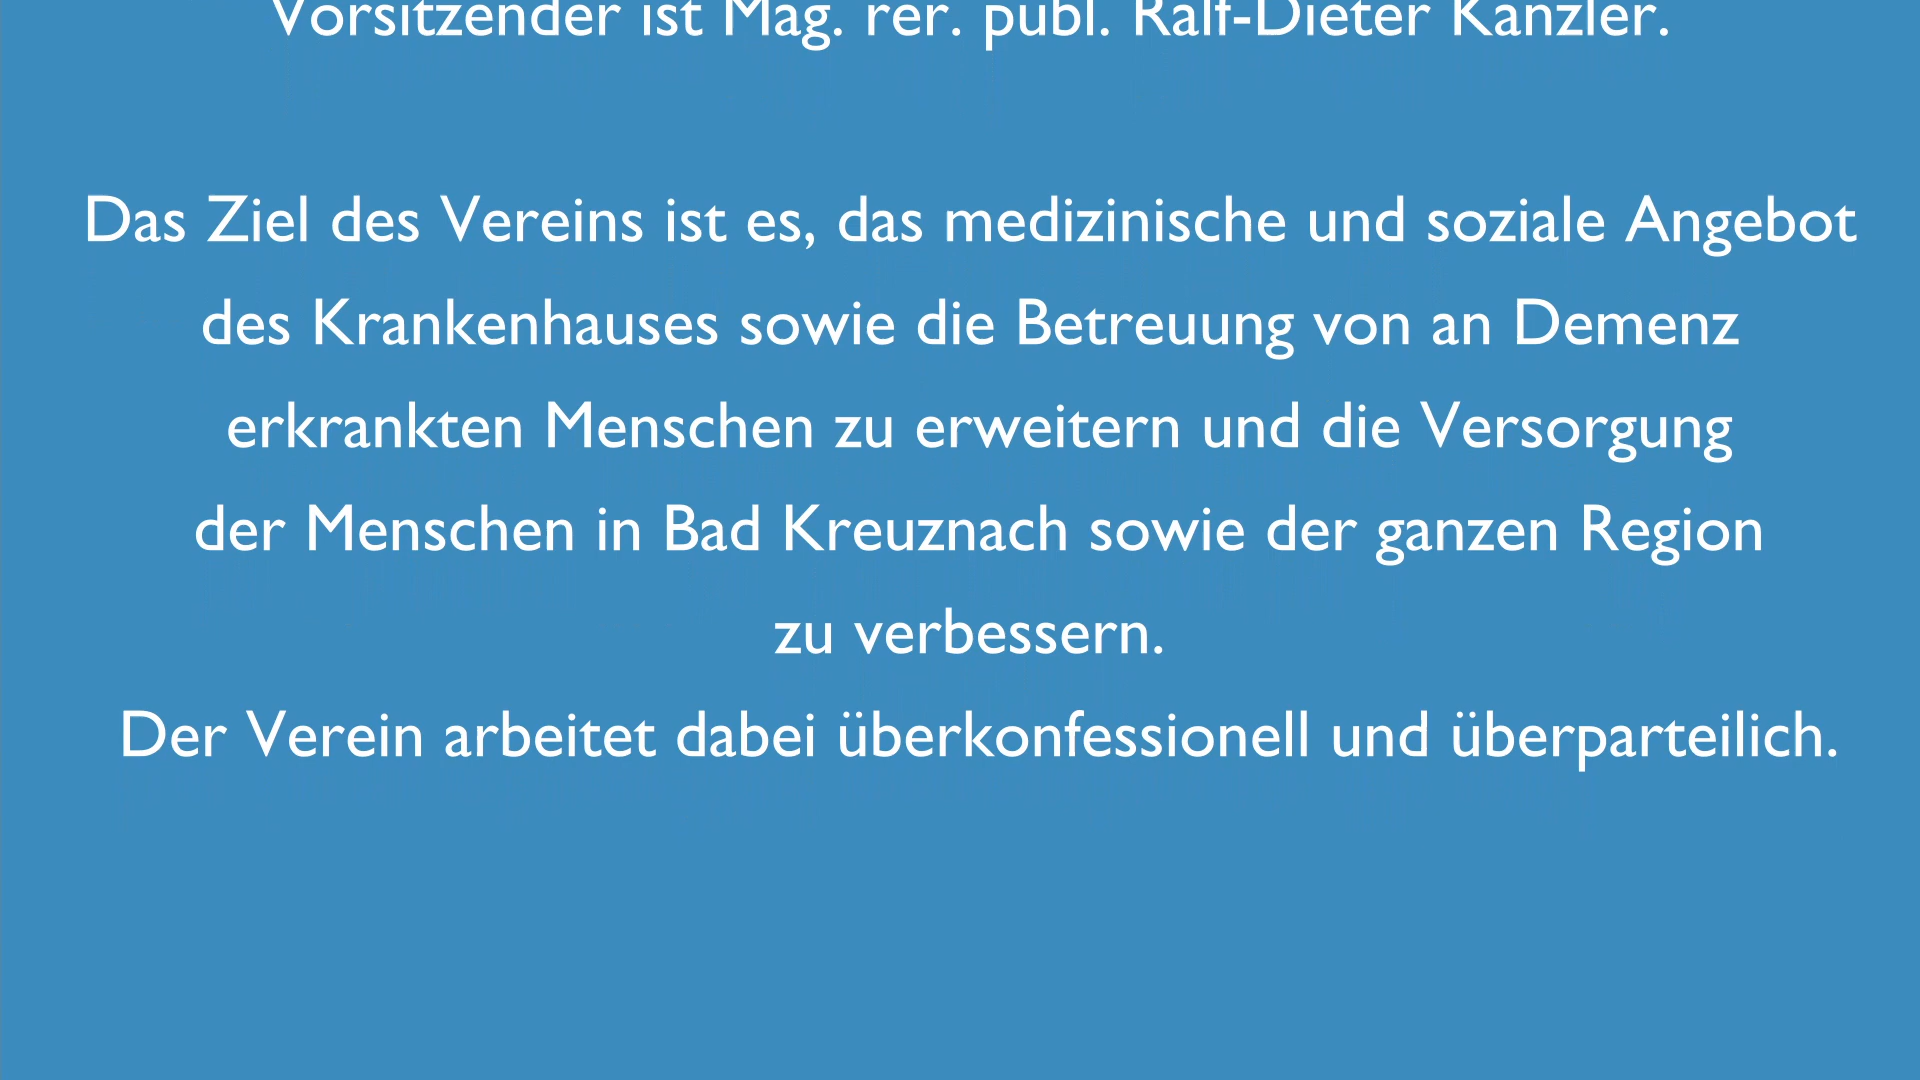 Vorsitzender ist Mag. rer. publ. Ralf-Dieter Kanzler.
Das Ziel des Vereins ist es, das medizinische und soziale Angebot
des Krankenhauses sowie die Betreuung von an Demenz
erkrankten Menschen zu erweitern und die Versorgung
der Menschen in Bad Kreuznach sowie der ganzen Region
zu verbessern.
Der Verein arbeitet dabei überkonfessionell und überparteilich.